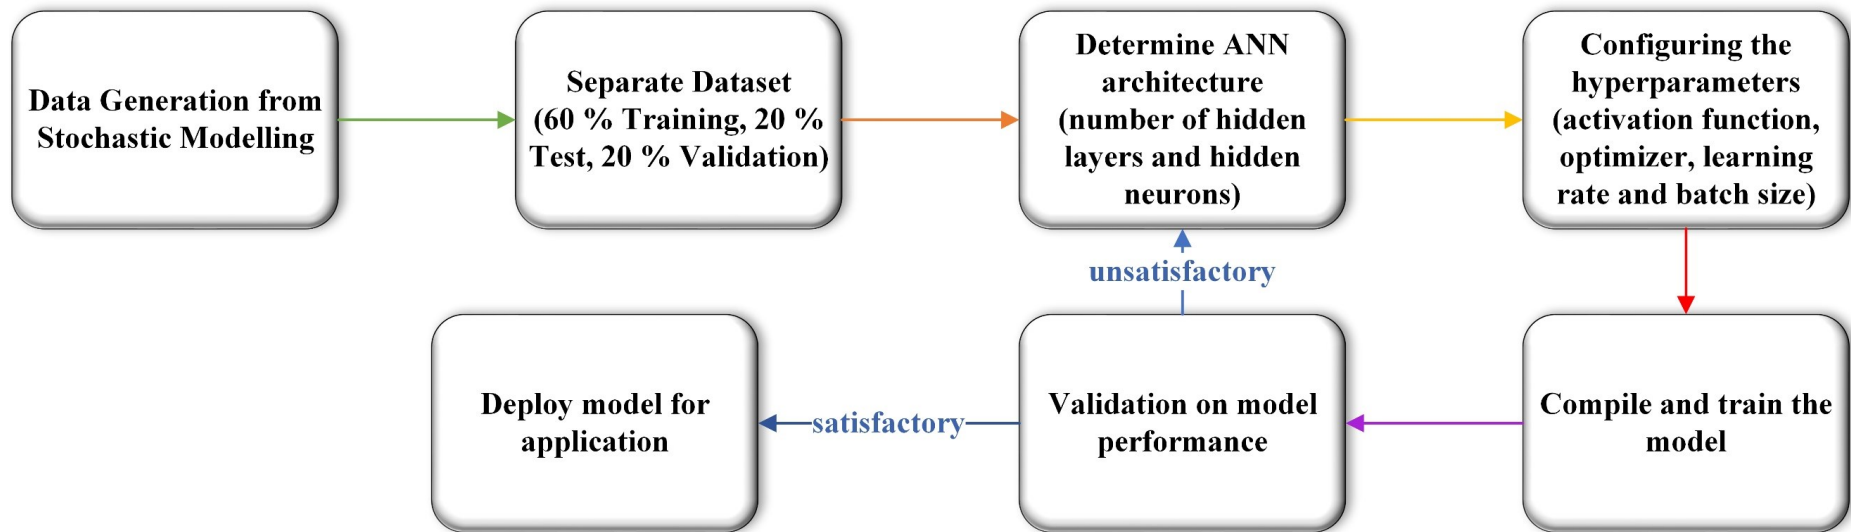 Data Generation from
Stochastic Modelling
Separate Dataset
(60 % Training, 20 %
Test, 20 % Validation)
Determine ANN
architecture
(number of hidden
layers and hidden
neurons)
Configuring the
hyperparameters
(activation function,
optimizer, learning
rate and batch size)
unsatisfactory
Deploy model for
application
satisfactory
Validation on model
performance
Compile and train the
model